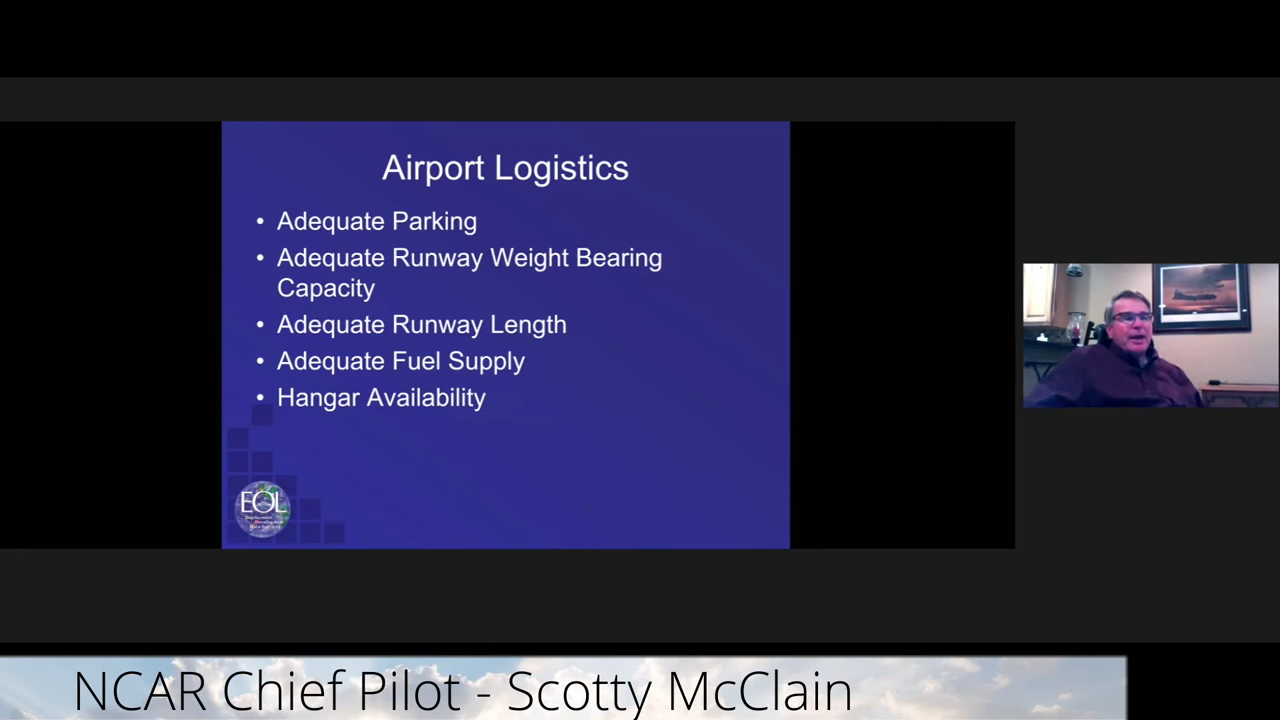 Airport Logistics
• Adequate Parking
• Adequate Runway Weight Bearing
Capacity
• Adequate Runway Length
• Adequate Fuel Supply
• Hangar Availability
EOL
NCAR Chief Pilot - Scotty McClain